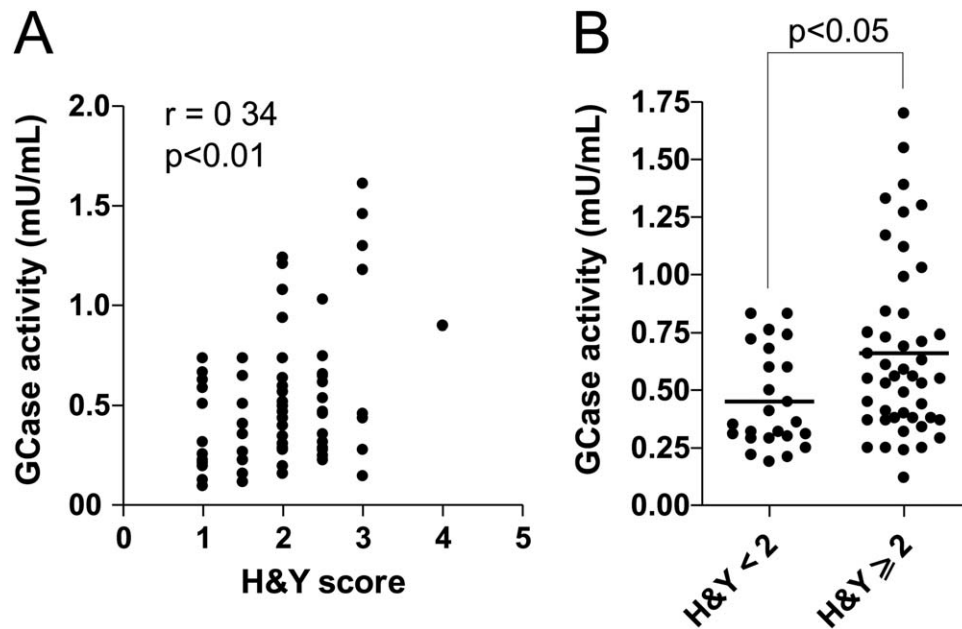 A
GCase activity (mU/mL)
2.0
1.5
1.0
0.5
00
r = 0 34
p<0.01
0 1 2 3 4 5
H&Y score
B
p<0.05
GCase activity (mU/mL)
1.75
1.50
1.25
1.00
0.75
0.50
0.25
0.00
H&Y < 2
H&Y ⩾ 2